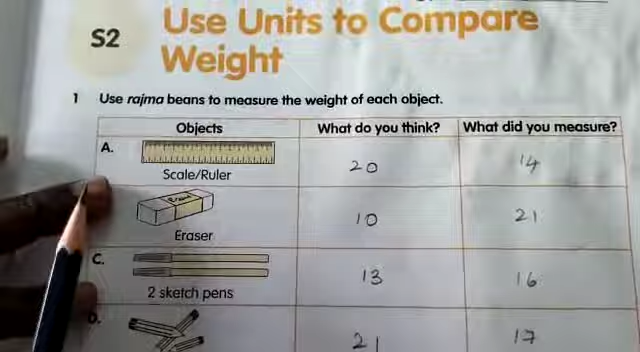 S2
Use Units to Compare
Weight
1 Use rajma beans to measure the weight of each object.
Objects What do you think? What did you measure?
A. Scale/Ruler 20 14
Eraser 10 21
C. 2 sketch pens 13 16
21 17